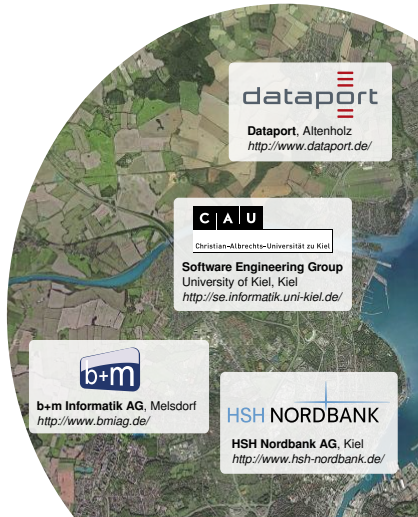 dataport
Dataport, Altenholz
http://www.dataport.de/
CAU
Christian-Albrechts-Universität zu Kiel
Software Engineering Group
University of Kiel, Kiel
http://se.informatik.uni-kiel.de/
b+m
b+m Informatik AG, Melsdorf
http://www.bmiag.de/
HSH NORDBANK
HSH Nordbank AG, Kiel
http://www.hsh-nordbank.de/